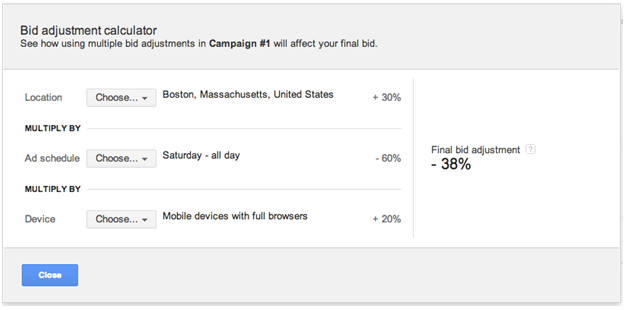 Bid adjustment calculator
See how using multiple bid adjustments in Campaign #1 will affect your final bid.
Location Choose... Boston, Massachusetts, United States + 30%
MULTIPLY BY
Ad schedule Choose... Saturday - all day - 60%
MULTIPLY BY
Device Choose... Mobile devices with full browsers + 20%
Final bid adjustment ?
- 38%
Close